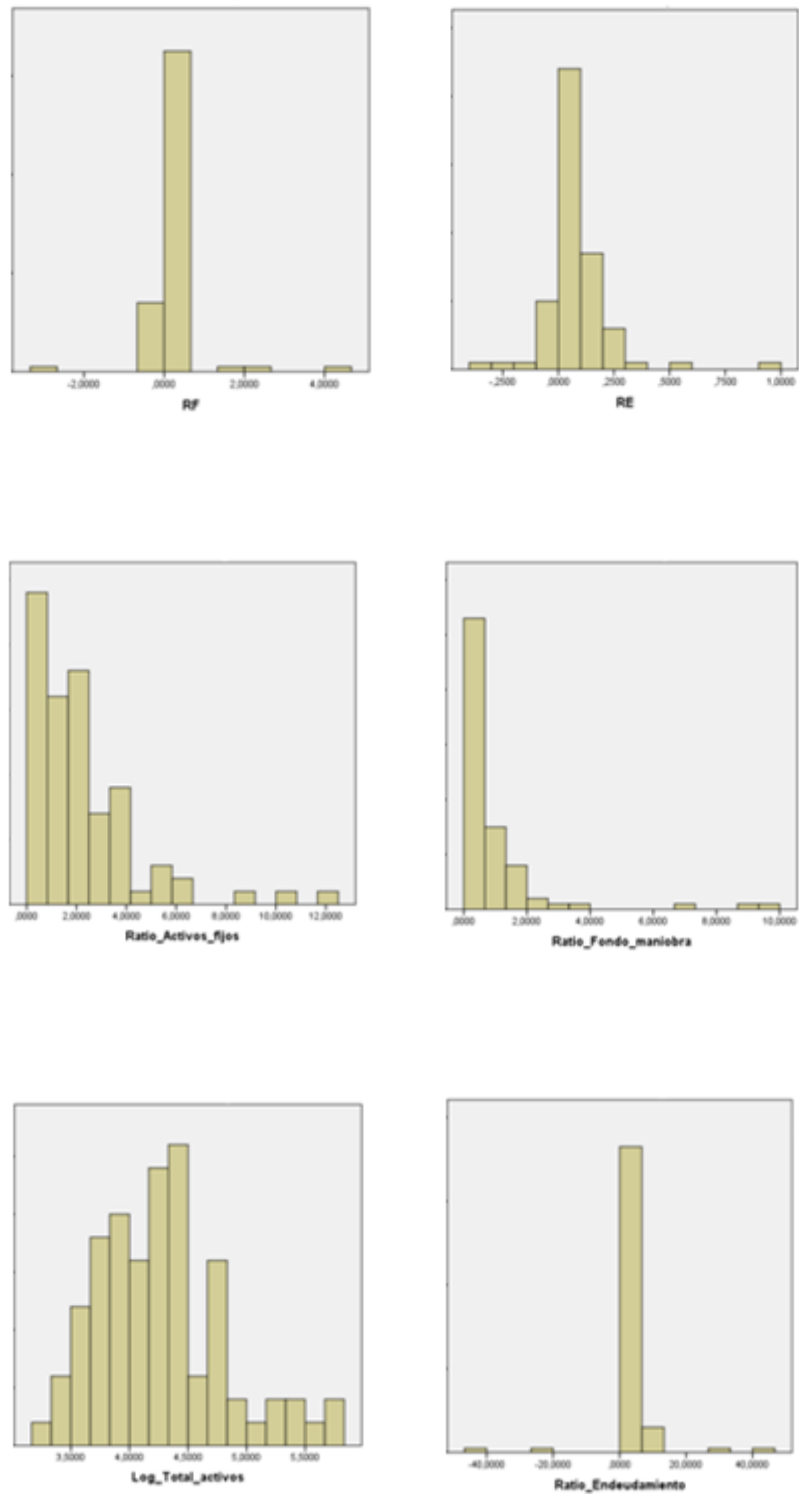 -2,0000 ,0000 2,0000 4,0000
RF
-,2500 ,0000 ,2500 ,5000 ,7500 1,0000
RE
,0000 2,0000 4,0000 6,0000 8,0000 10,0000 12,0000
Ratio_Activos_fijos
,0000 2,0000 4,0000 6,0000 8,0000 10,0000
Ratio_Fondo_maniobra
3,5000 4,0000 4,5000 5,0000 5,5000
Log_Total_activos
-40,0000 -20,0000 ,0000 20,0000 40,0000
Ratio_Endeudamiento